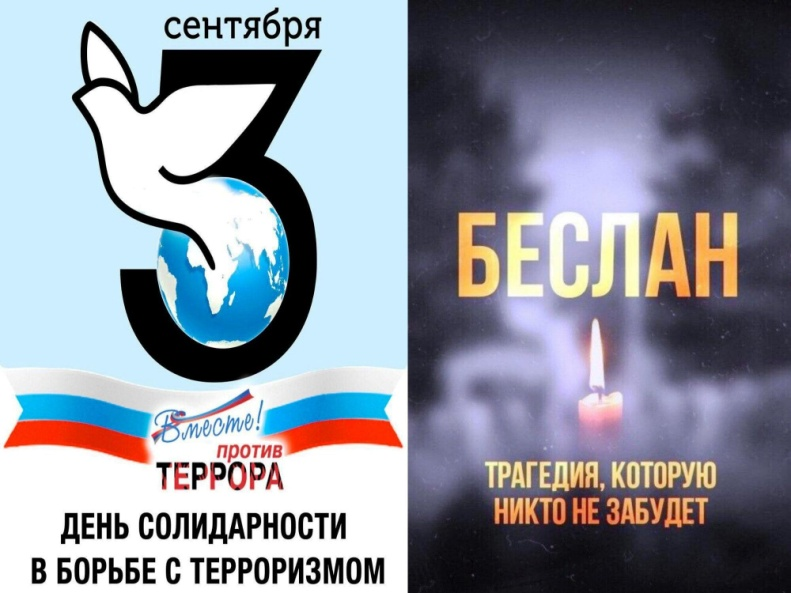 сентября
3
Вместе!
против
ТЕРРОРА
ДЕНЬ СОЛИДАРНОСТИ
В БОРЬБЕ С ТЕРРОРИЗМОМ
БЕСЛАН
ТРАГЕДИЯ, КОТОРУЮ
НИКТО НЕ ЗАБУДЕТ